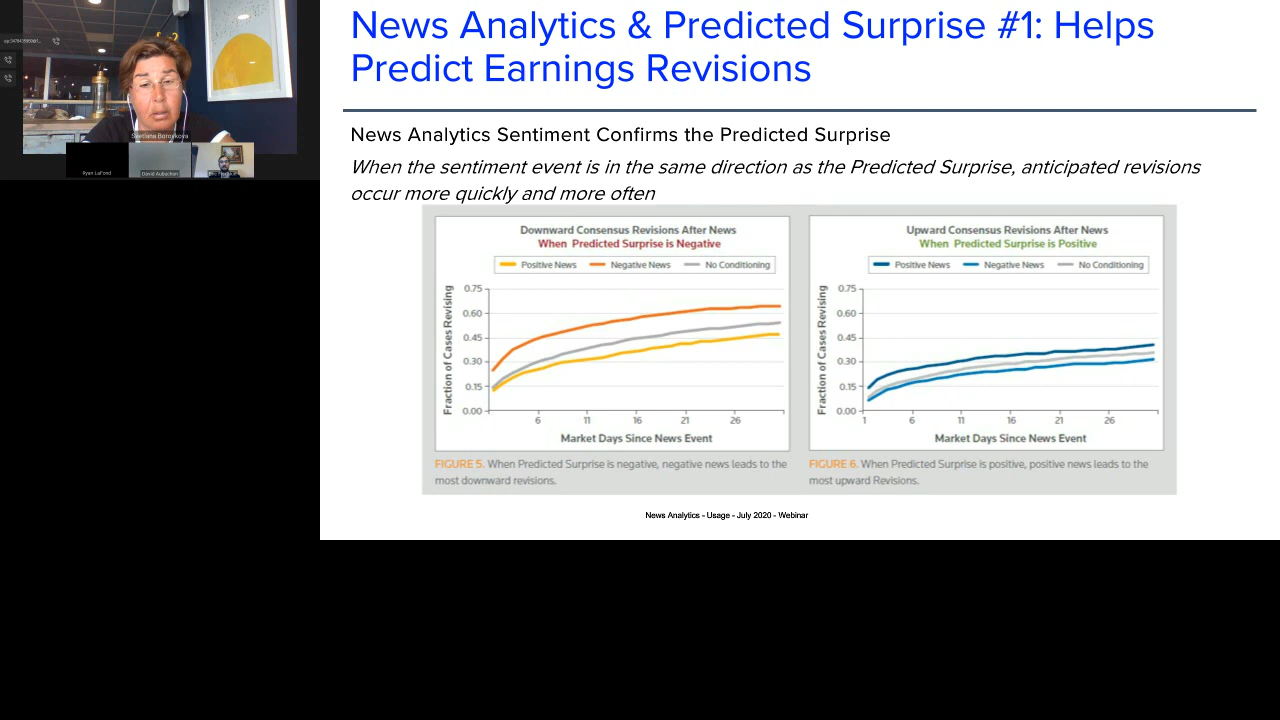 News Analytics & Predicted Surprise #1: Helps
Predict Earnings Revisions
News Analytics Sentiment Confirms the Predicted Surprise
When the sentiment event is in the same direction as the Predicted Surprise, anticipated revisions
occur more quickly and more often
Downward Consensus Revisions After News
When Predicted Surprise is Negative
Positive News Negative News No Conditioning
Fraction of Cases Revising
0.75
0.60
0.45
0.30
0.15
0.00
6 11 16 21 26
Market Days Since News Event
FIGURE 5. When Predicted Surprise is negative, negative news leads to the
most downward revisions.
Upward Consensus Revisions After News
When Predicted Surprise is Positive
Positive News Negative News No Conditioning
Fraction of Cases Revising
0.75
0.60
0.45
0.30
0.15
0.00
1 6 11 16 21 26
Market Days Since News Event
FIGURE 6. When Predicted Surprise is positive, positive news leads to the
most upward Revisions.
News Analytics - Usage - July 2020 - Webinar
Svetlana Borovkova
Ryan LaFond
David Aubuchon